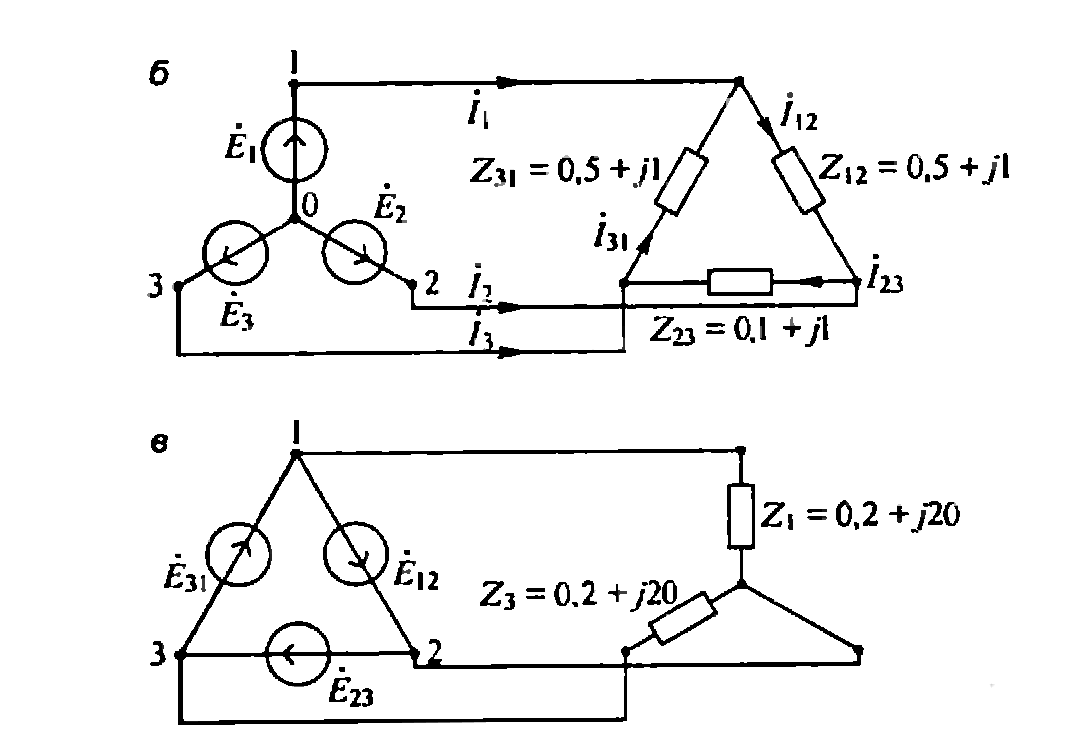 б
1
İ₁
İ₁₂
Ė₁
Z₃₁ = 0,5 + j1
Z₁₂ = 0,5 + j1
0
Ė₂
İ₃₁
3
2
İ₂
İ₂₃
Ė₃
İ₃
Z₂₃ = 0,1 + j1
в
1
Z₁ = 0,2 + j20
Ė₃₁
Ė₁₂
Z₃ = 0,2 + j20
3
2
Ė₂₃